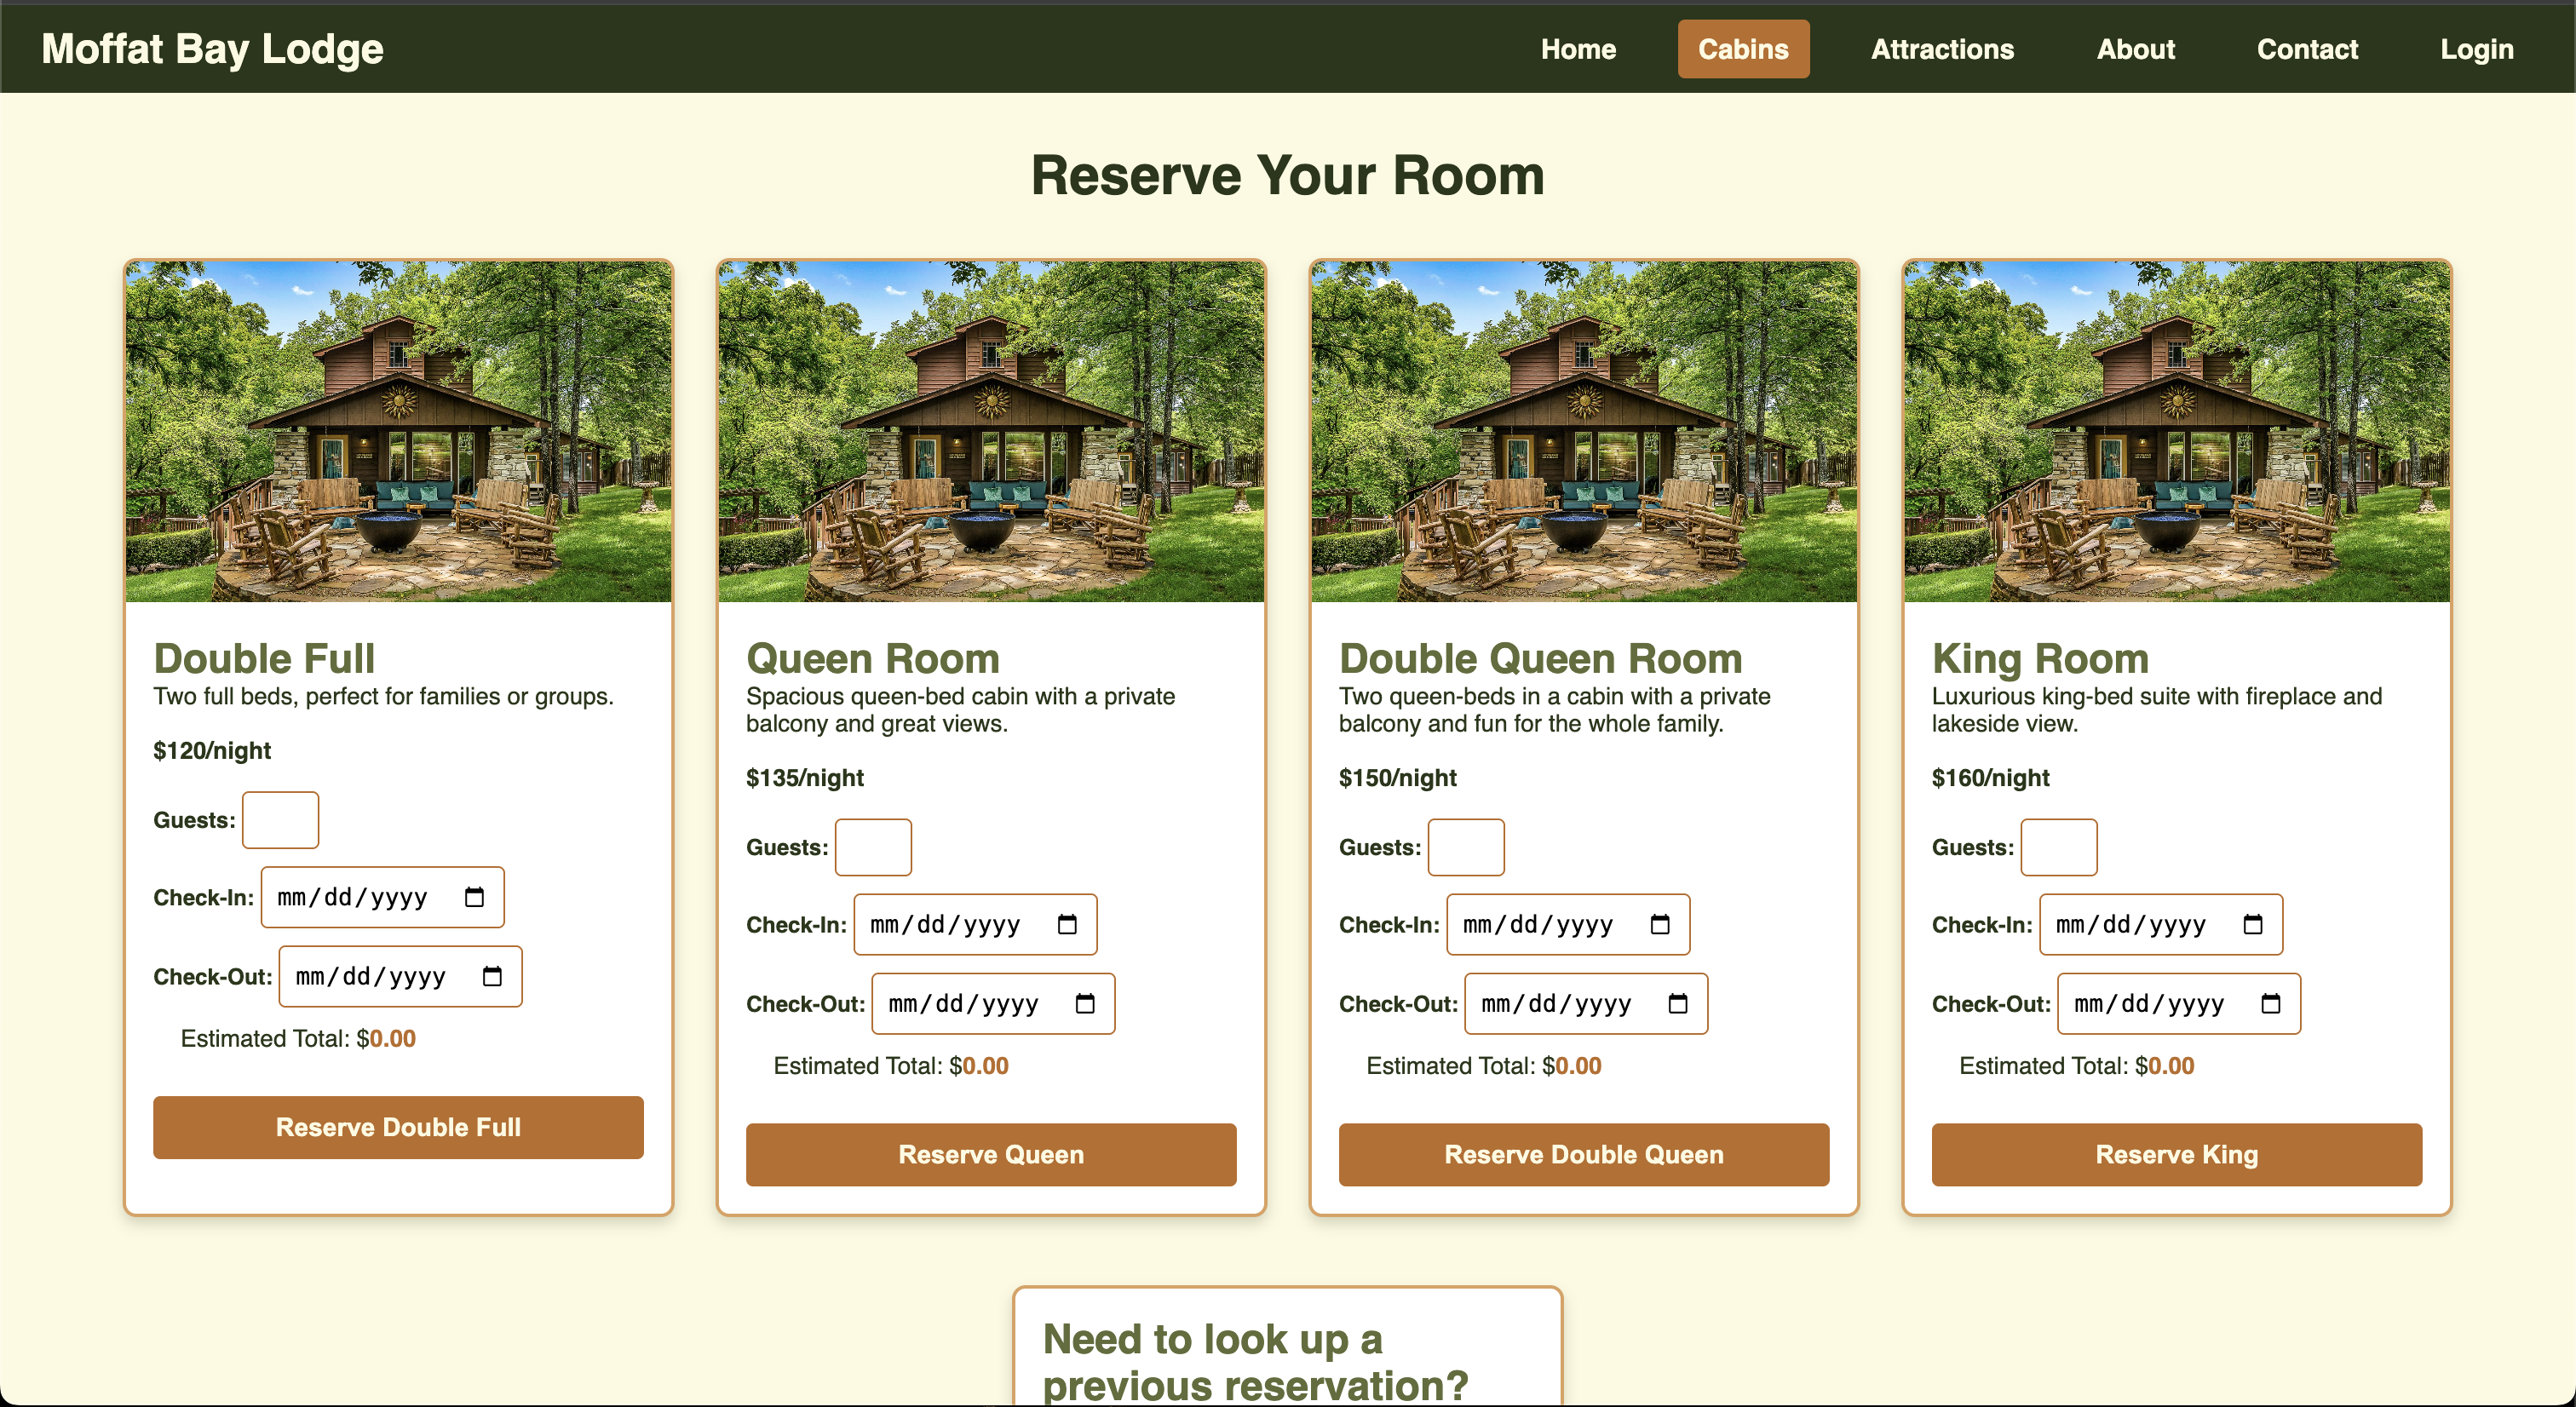 Moffat Bay Lodge
Home Cabins Attractions About Contact Login
Reserve Your Room
Double Full
Two full beds, perfect for families or groups.
$120/night
Guests:
Check-In: mm/dd/yyyy
Check-Out: mm/dd/yyyy
Estimated Total: $0.00
Reserve Double Full
Queen Room
Spacious queen-bed cabin with a private
balcony and great views.
$135/night
Guests:
Check-In: mm/dd/yyyy
Check-Out: mm/dd/yyyy
Estimated Total: $0.00
Reserve Queen
Double Queen Room
Two queen-beds in a cabin with a private
balcony and fun for the whole family.
$150/night
Guests:
Check-In: mm/dd/yyyy
Check-Out: mm/dd/yyyy
Estimated Total: $0.00
Reserve Double Queen
King Room
Luxurious king-bed suite with fireplace and
lakeside view.
$160/night
Guests:
Check-In: mm/dd/yyyy
Check-Out: mm/dd/yyyy
Estimated Total: $0.00
Reserve King
Need to look up a
previous reservation?